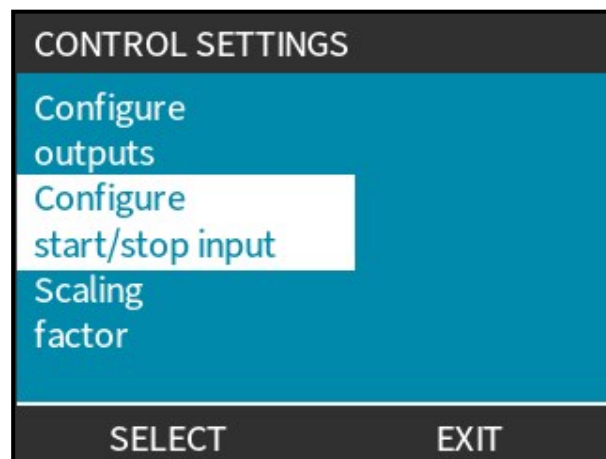 CONTROL SETTINGS
Configure
outputs
Configure
start/stop input
Scaling
factor
SELECT EXIT